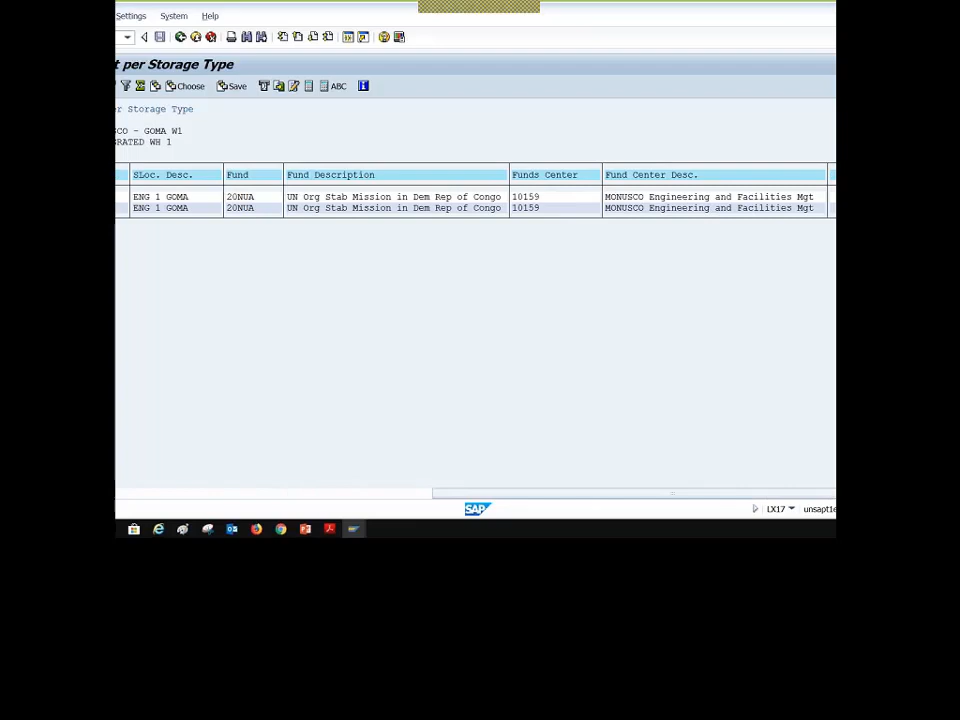 Settings System Help
t per Storage Type
Choose Save ABC
er Storage Type
SCO - GOMA W1
GRATED WH 1
SLoc. Desc. Fund Fund Description Funds Center Fund Center Desc.
ENG 1 GOMA 20NUA UN Org Stab Mission in Dem Rep of Congo 10159 MONUSCO Engineering and Facilities Mgt
ENG 1 GOMA 20NUA UN Org Stab Mission in Dem Rep of Congo 10159 MONUSCO Engineering and Facilities Mgt
SAP LX17